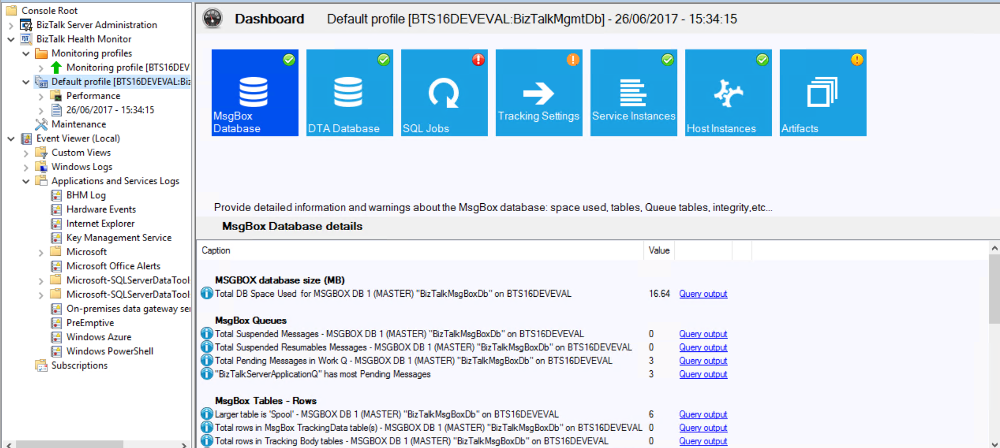 Console Root
BizTalk Server Administration
BizTalk Health Monitor
Monitoring profiles
Monitoring profile [BTS16DEV
Default profile [BTS16DEVEVAL:Biz
Performance
26/06/2017 - 15:34:15
Maintenance
Event Viewer (Local)
Custom Views
Windows Logs
Applications and Services Logs
BHM Log
Hardware Events
Internet Explorer
Key Management Service
Microsoft
Microsoft Office Alerts
Microsoft-SQLServerDataTool
Microsoft-SQLServerDataTool
On-premises data gateway ser
PreEmptive
Windows Azure
Windows PowerShell
Subscriptions
Dashboard Default profile [BTS16DEVEVAL:BizTalkMgmtDb] - 26/06/2017 - 15:34:15
MsgBox
Database
DTA Database
SQL Jobs
Tracking Settings
Service Instances
Host Instances
Artifacts
Provide detailed information and warnings about the MsgBox database: space used, tables, Queue tables, integrity,etc...
MsgBox Database details
Caption Value
MSGBOX database size (MB)
Total DB Space Used for MSGBOX DB 1 (MASTER) "BizTalkMsgBoxDb" on BTS16DEVEVAL 16.64 Query output
MsgBox Queues
Total Suspended Messages - MSGBOX DB 1 (MASTER) "BizTalkMsgBoxDb" on BTS16DEVEVAL 0 Query output
Total Suspended Resumables Messages - MSGBOX DB 1 (MASTER) "BizTalkMsgBoxDb" on BTS16DEVEVAL 0 Query output
Total Pending Messages in Work Q - MSGBOX DB 1 (MASTER) "BizTalkMsgBoxDb" on BTS16DEVEVAL 3 Query output
"BizTalkServerApplicationQ" has most Pending Messages 3 Query output
MsgBox Tables - Rows
Larger table is 'Spool' - MSGBOX DB 1 (MASTER) "BizTalkMsgBoxDb" on BTS16DEVEVAL 6 Query output
Total rows in MsgBox TrackingData table(s) - MSGBOX DB 1 (MASTER) "BizTalkMsgBoxDb" on BTS16DEVEVAL 0 Query output
Total rows in Tracking Body tables - MSGBOX DB 1 (MASTER) "BizTalkMsgBoxDb" on BTS16DEVEVAL 0 Query output